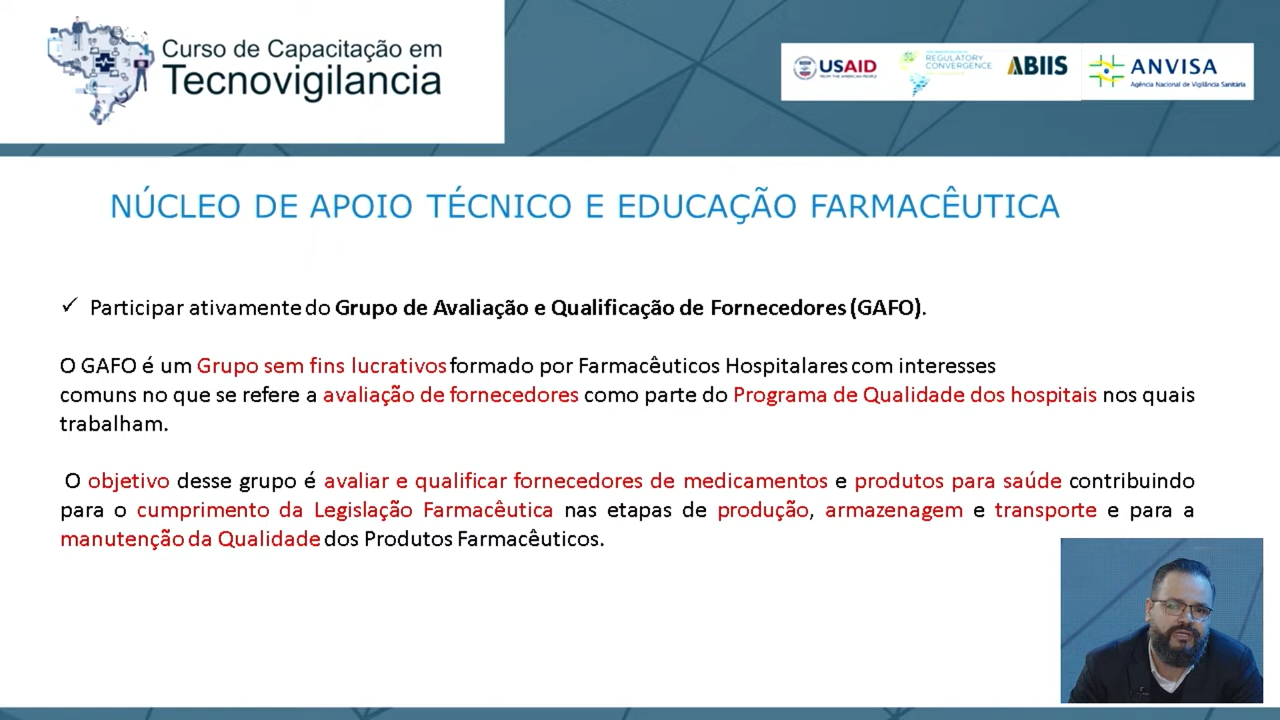 Curso de Capacitação em
Tecnovigilancia
USAID
FROM THE AMERICAN PEOPLE
REGULATORY
CONVERGENCE
ABIIS
ANVISA
Agência Nacional de Vigilância Sanitária
NÚCLEO DE APOIO TÉCNICO E EDUCAÇÃO FARMACÊUTICA
✓ Participar ativamente do Grupo de Avaliação e Qualificação de Fornecedores (GAFO).
O GAFO é um Grupo sem fins lucrativos formado por Farmacêuticos Hospitalares com interesses
comuns no que se refere a avaliação de fornecedores como parte do Programa de Qualidade dos hospitais nos quais
trabalham.
O objetivo desse grupo é avaliar e qualificar fornecedores de medicamentos e produtos para saúde contribuindo
para o cumprimento da Legislação Farmacêutica nas etapas de produção, armazenagem e transporte e para a
manutenção da Qualidade dos Produtos Farmacêuticos.